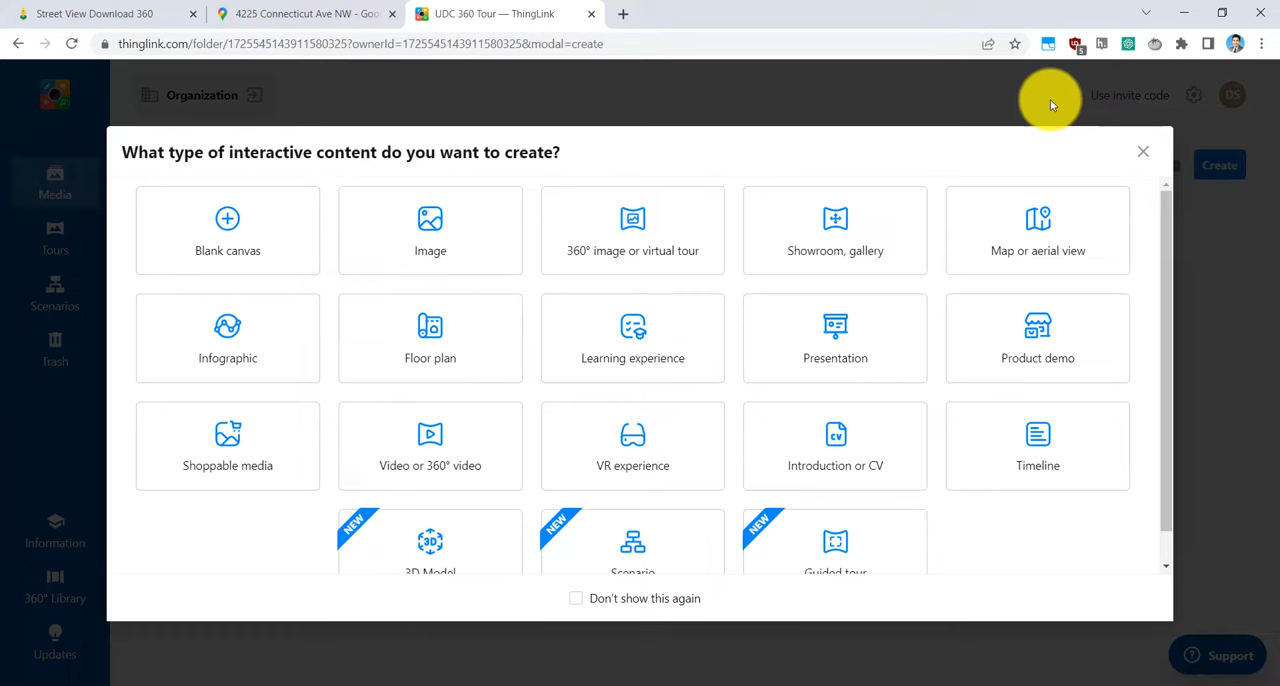 Street View Download 360
4225 Connecticut Ave NW - Goo
UDC 360 Tour — ThingLink
thinglink.com/folder/1725545143911580325?ownerId=1725545143911580325&modal=create
5
Organization
Use invite code
DS
What type of interactive content do you want to create?
Media
Create
Blank canvas
Image
360° image or virtual tour
Showroom, gallery
Map or aerial view
Tours
Scenarios
Infographic
Floor plan
Learning experience
Presentation
Product demo
Trash
CV
Shoppable media
Video or 360° video
VR experience
Introduction or CV
Timeline
NEW
NEW
NEW
3D
Information
3D Model
Scenario
Guided tour
360° Library
Don't show this again
Updates
Support